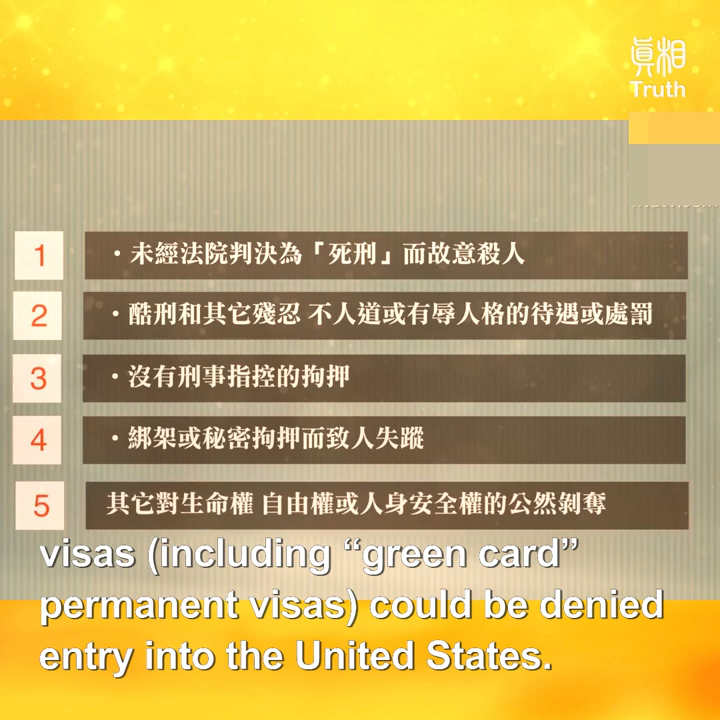 真相
Truth
1
・未經法院判決為「死刑」而故意殺人
2
・酷刑和其它殘忍 不人道或有辱人格的待遇或處罰
3
・沒有刑事指控的拘押
4
・綁架或秘密拘押而致人失蹤
5
其它對生命權 自由權或人身安全權的公然剝奪
visas (including “green card”
permanent visas) could be denied
entry into the United States.